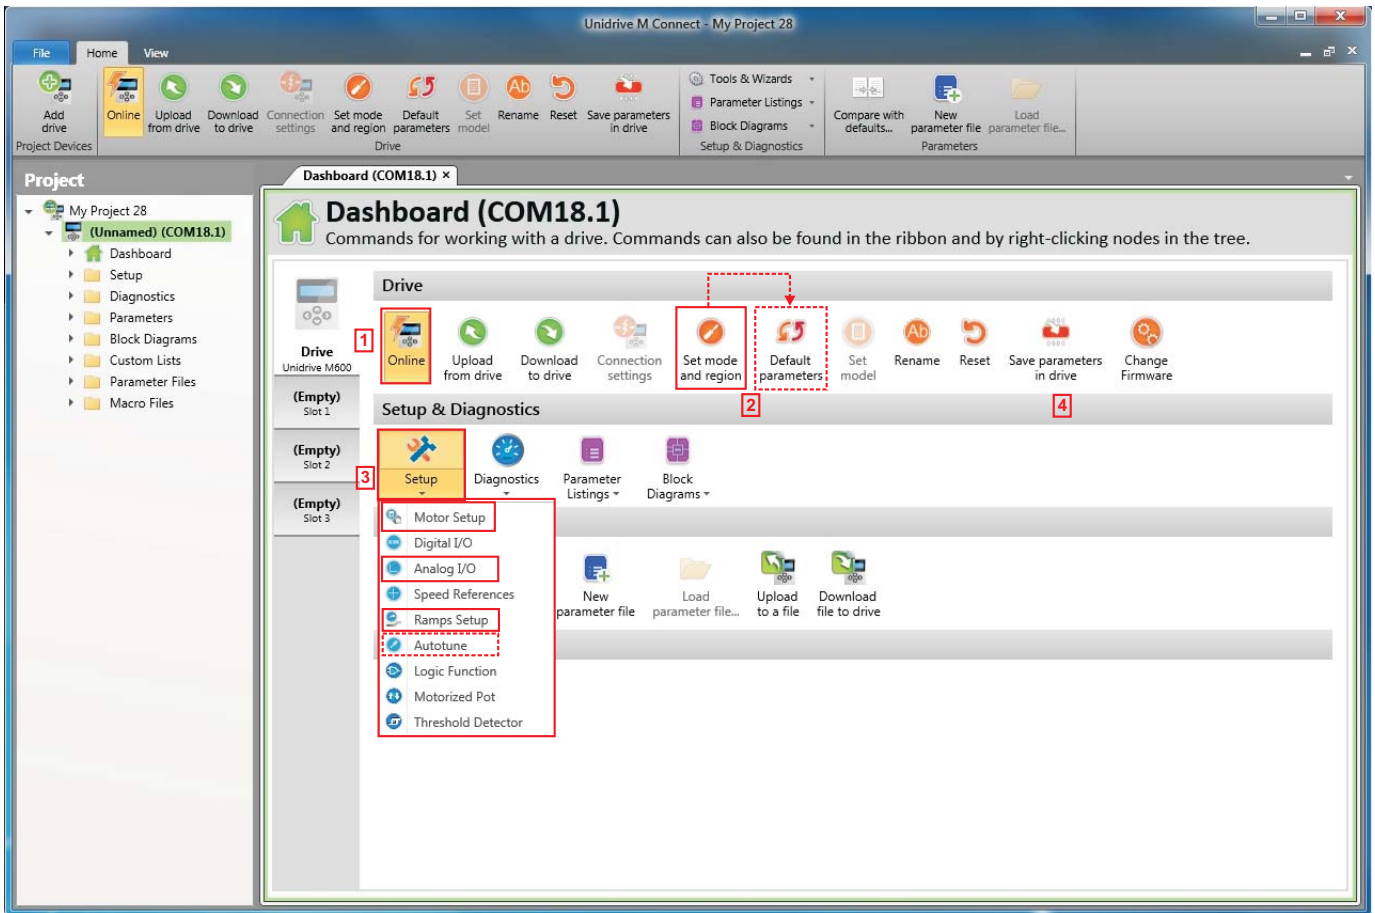 Unidrive M Connect - My Project 28
File Home View
Add drive
Online
Upload from drive
Download to drive
Connection settings
Set mode and region
Default parameters
Set model
Rename
Reset
Save parameters in drive
Tools & Wizards
Parameter Listings
Block Diagrams
Compare with defaults...
New parameter file
Load parameter file...
Project Devices
Drive
Setup & Diagnostics
Parameters
Project
My Project 28
(Unnamed) (COM18.1)
Dashboard
Setup
Diagnostics
Parameters
Block Diagrams
Custom Lists
Parameter Files
Macro Files
Dashboard (COM18.1) ×
Dashboard (COM18.1)
Commands for working with a drive. Commands can also be found in the ribbon and by right-clicking nodes in the tree.
Drive
Unidrive M600
(Empty)
Slot 1
(Empty)
Slot 2
(Empty)
Slot 3
Drive
1
Online
Upload from drive
Download to drive
Connection settings
Set mode and region
Default parameters
Set model
Rename
Reset
Save parameters in drive
Change Firmware
2
4
Setup & Diagnostics
3
Setup
Diagnostics
Parameter Listings
Block Diagrams
Motor Setup
Digital I/O
Analog I/O
Speed References
Ramps Setup
Autotune
Logic Function
Motorized Pot
Threshold Detector
New parameter file
Load parameter file...
Upload to a file
Download file to drive